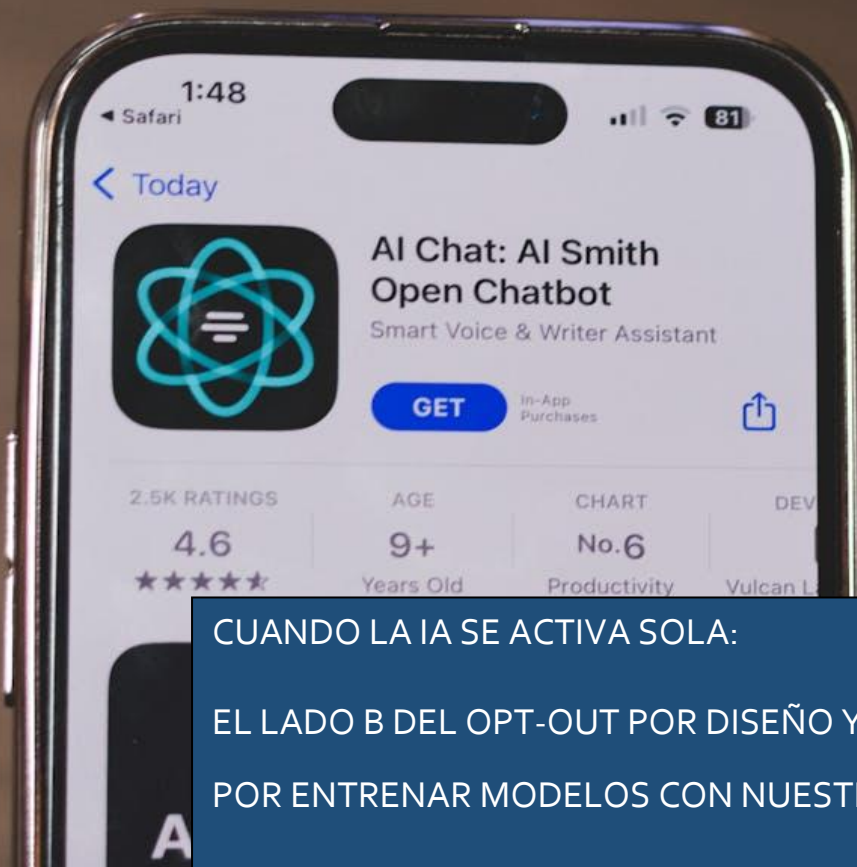 1:48
Safari
81
Today
AI Chat: AI Smith
Open Chatbot
Smart Voice & Writer Assistant
GET
In-App
Purchases
2.5K RATINGS
AGE
CHART
4.6
9+
No.6
Years Old
Productivity
Vulcan
CUANDO LA IA SE ACTIVA SOLA:
EL LADO B DEL OPT-OUT POR DISEÑO Y
POR ENTRENAR MODELOS CON